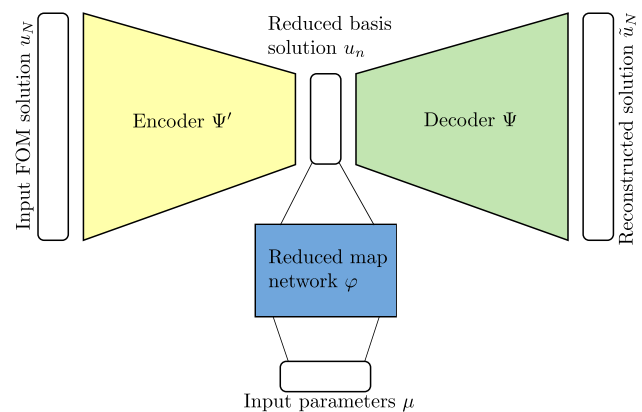 Input FOM solution u_N
Encoder Ψ′
Reduced basis
solution u_n
Decoder Ψ
Reconstructed solution ũ_N
Reduced map
network φ
Input parameters μ